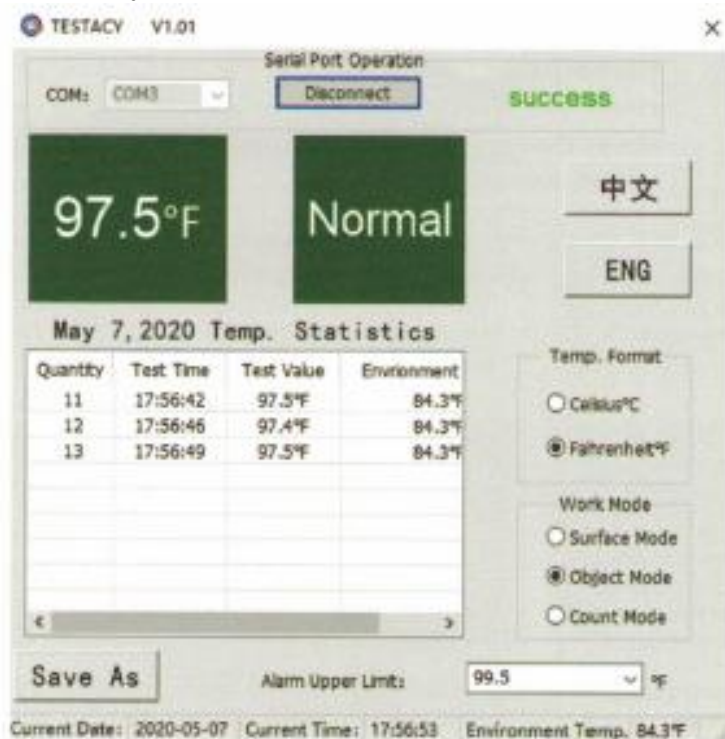 TESTACY V1.01
Serial Port Operation
COM: COM3 Disconnect success
97.5°F Normal
中文
ENG
May 7, 2020 Temp. Statistics
Quantity Test Time Test Value Envrionment
11 17:56:42 97.5°F 84.3°F
12 17:56:46 97.4°F 84.3°F
13 17:56:49 97.5°F 84.3°F
Temp. Format
Celsius°C
Fahrenheit°F
Work Mode
Surface Mode
Object Mode
Count Mode
Save As Alarm Upper Limit: 99.5 °F
Current Date: 2020-05-07 Current Time: 17:56:53 Environment Temp. 84.3°F